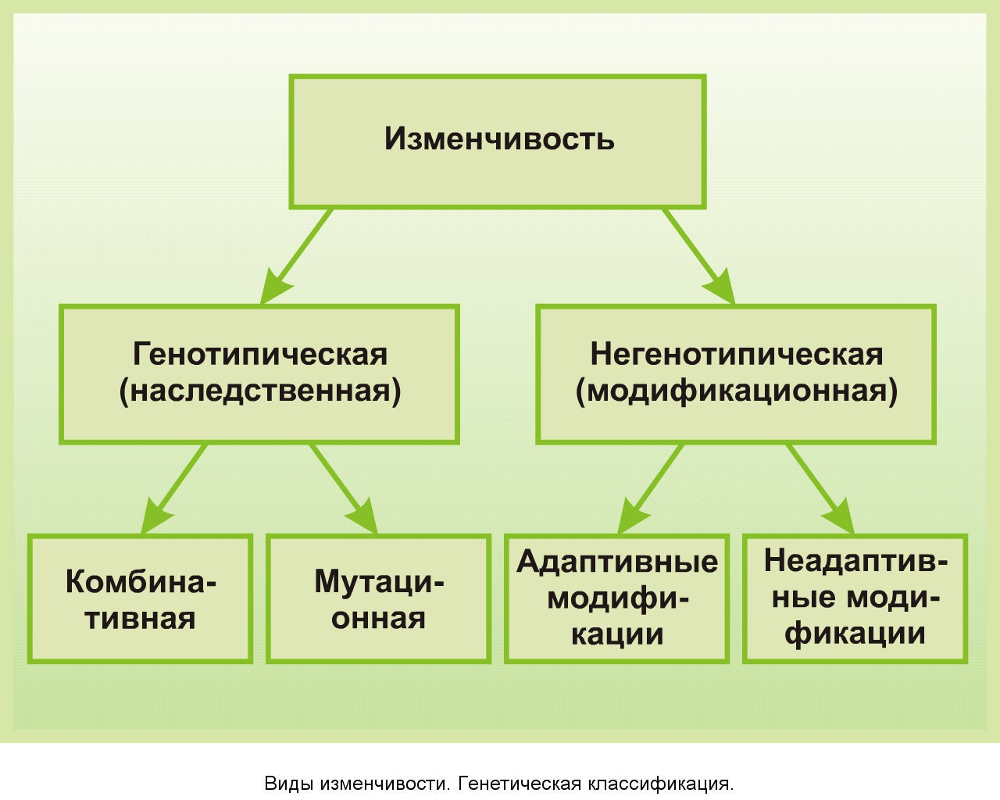 Изменчивость
Генотипическая
(наследственная)
Негенотипическая
(модификационная)
Комбина-
тивная
Мутаци-
онная
Адаптивные
модифи-
кации
Неадаптив-
ные моди-
фикации
Виды изменчивости. Генетическая классификация.